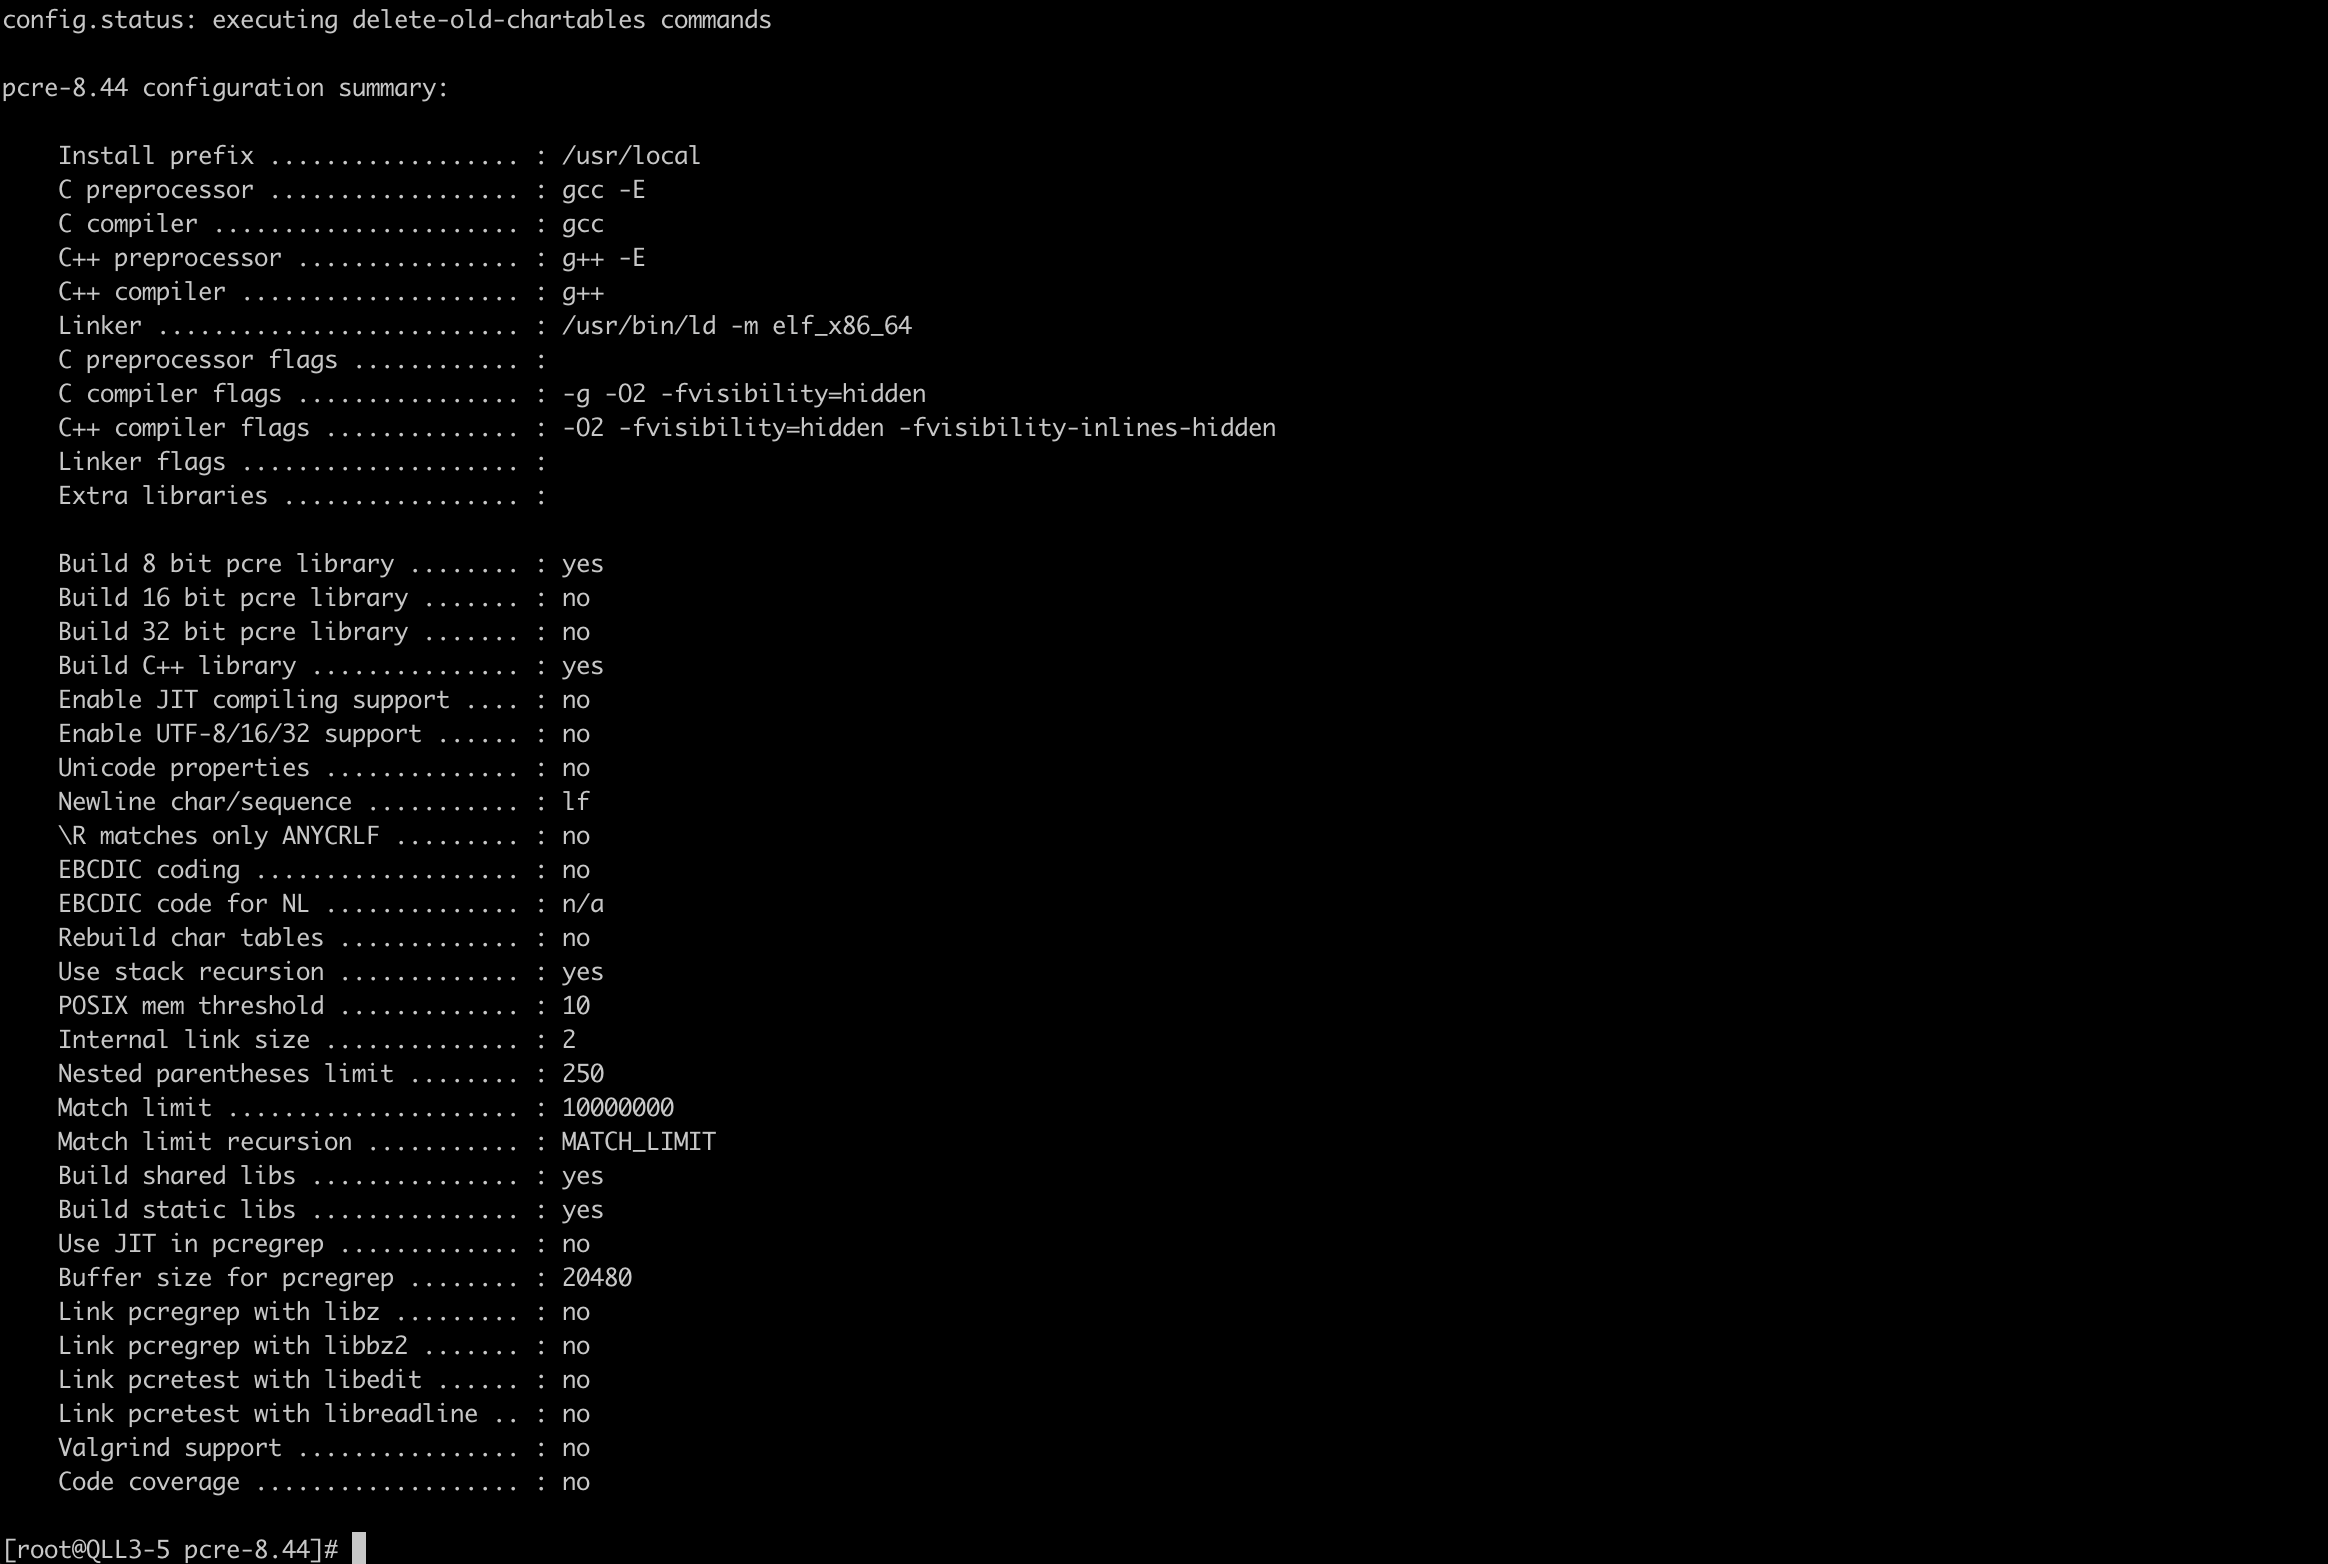 config.status: executing delete-old-chartables commands
pcre-8.44 configuration summary:
Install prefix .................. : /usr/local
C preprocessor .................. : gcc -E
C compiler ...................... : gcc
C++ preprocessor ................ : g++ -E
C++ compiler .................... : g++
Linker .......................... : /usr/bin/ld -m elf_x86_64
C preprocessor flags ............ :
C compiler flags ................ : -g -O2 -fvisibility=hidden
C++ compiler flags .............. : -O2 -fvisibility=hidden -fvisibility-inlines-hidden
Linker flags .................... :
Extra libraries ................. :
Build 8 bit pcre library ........ : yes
Build 16 bit pcre library ....... : no
Build 32 bit pcre library ....... : no
Build C++ library ............... : yes
Enable JIT compiling support .... : no
Enable UTF-8/16/32 support ...... : no
Unicode properties .............. : no
Newline char/sequence ........... : lf
\R matches only ANYCRLF ......... : no
EBCDIC coding ................... : no
EBCDIC code for NL .............. : n/a
Rebuild char tables ............. : no
Use stack recursion ............. : yes
POSIX mem threshold ............. : 10
Internal link size .............. : 2
Nested parentheses limit ........ : 250
Match limit ..................... : 10000000
Match limit recursion ........... : MATCH_LIMIT
Build shared libs ............... : yes
Build static libs ............... : yes
Use JIT in pcregrep ............. : no
Buffer size for pcregrep ........ : 20480
Link pcregrep with libz ......... : no
Link pcregrep with libbz2 ....... : no
Link pcretest with libedit ...... : no
Link pcretest with libreadline .. : no
Valgrind support ................ : no
Code coverage ................... : no
[root@QLL3-5 pcre-8.44]#